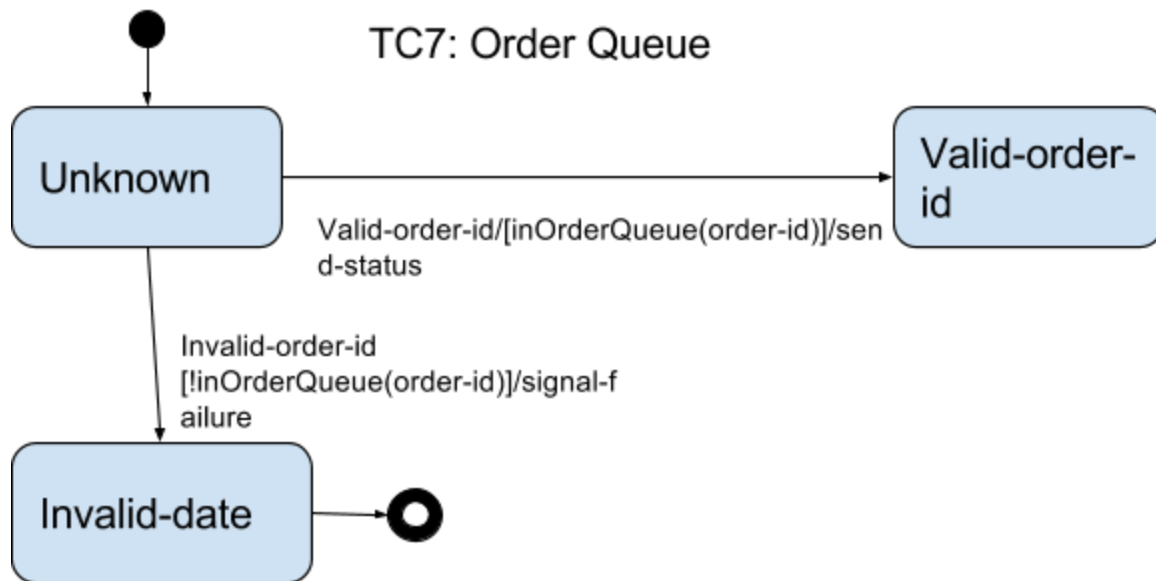 TC7: Order Queue
Unknown
Valid-order-
id
Valid-order-id/[inOrderQueue(order-id)]/sen
d-status
Invalid-order-id
[!inOrderQueue(order-id)]/signal-f
ailure
Invalid-date